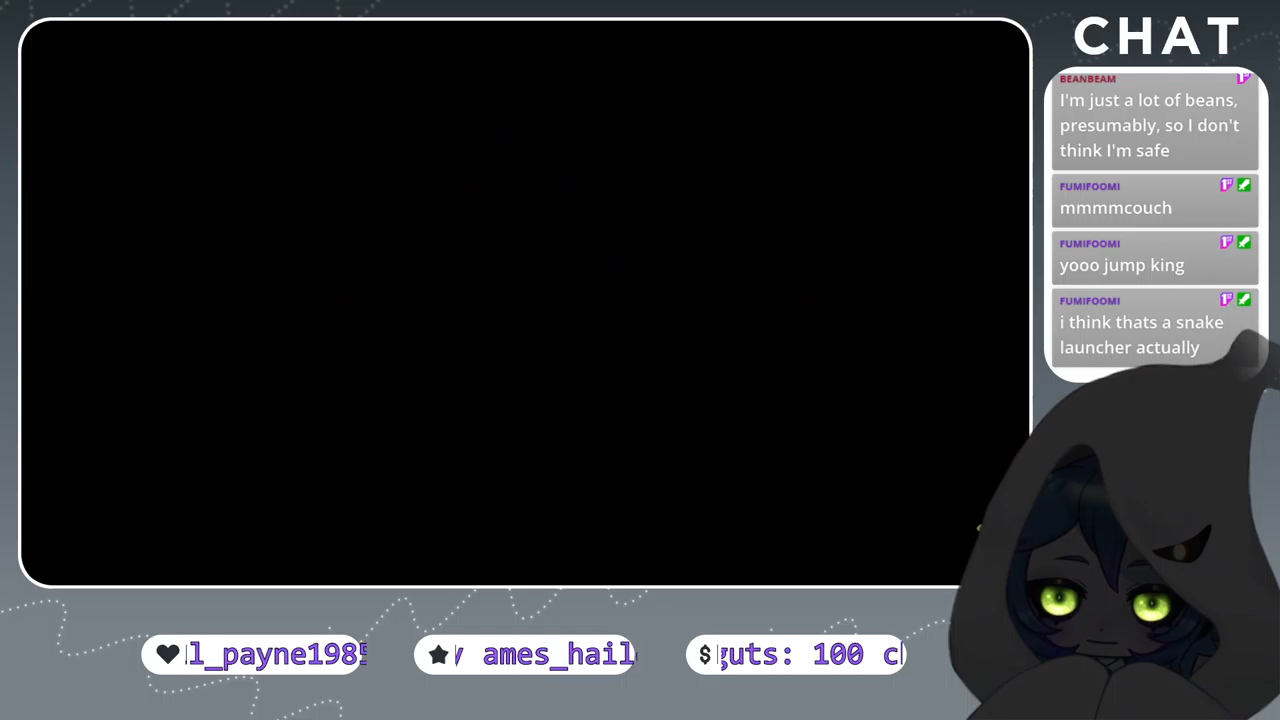 CHAT
BEANBEAM
I'm just a lot of beans,
presumably, so I don't
think I'm safe
FUMIFOOMI
mmmmcouch
FUMIFOOMI
yooo jump king
FUMIFOOMI
i think thats a snake
launcher actually
l_payne198
ames_hail
$ guts: 100 c